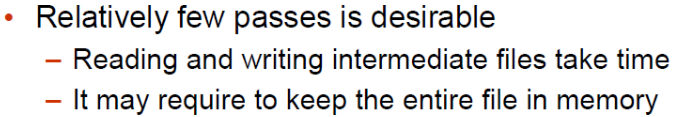 • Relatively few passes is desirable
– Reading and writing intermediate files take time
– It may require to keep the entire file in memory